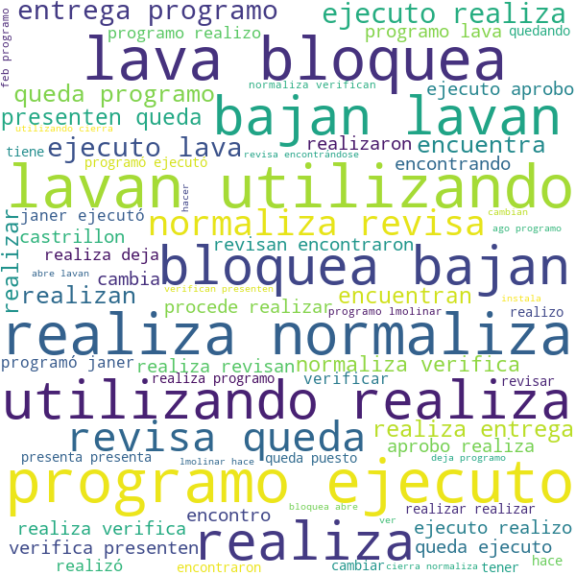 entrega programo
ejecuto realiza
feb programo
programo realizo
programo lava
quedando
lava bloquea
queda programo
normaliza verifican
ejecuto aprobo
presenten queda
bajan lavan
utilizando cierra
realizaron
encuentra
tiene
ejecuto lava
revisa encontrándose
programó ejecutó
encontrando
lavan utilizando
hacer
janer ejecutó
normaliza revisa
cambian
ago programo
castrillon
realizar
revisan encontraron
realiza deja
bloquea bajan
abre lavan
cambia
verifican presenten
realizan
encuentran
instala
procede realizar
programo lmolinar
realizo
realiza normaliza
programó janer
realiza revisan
normaliza verifica
realiza programo
verificar
revisar
utilizando realiza
revisa queda
realiza entrega
aprobo realiza
presenta presenta
lmolinar hace
queda puesto
deja programo
programo ejecuto
bloquea abre
realizar realizar
encontro
ver
realiza verifica
realiza
ejecuto realizo
verifica presenten
queda ejecuto
realizó
encontraron
cambiar
cierra normaliza
tener
hace